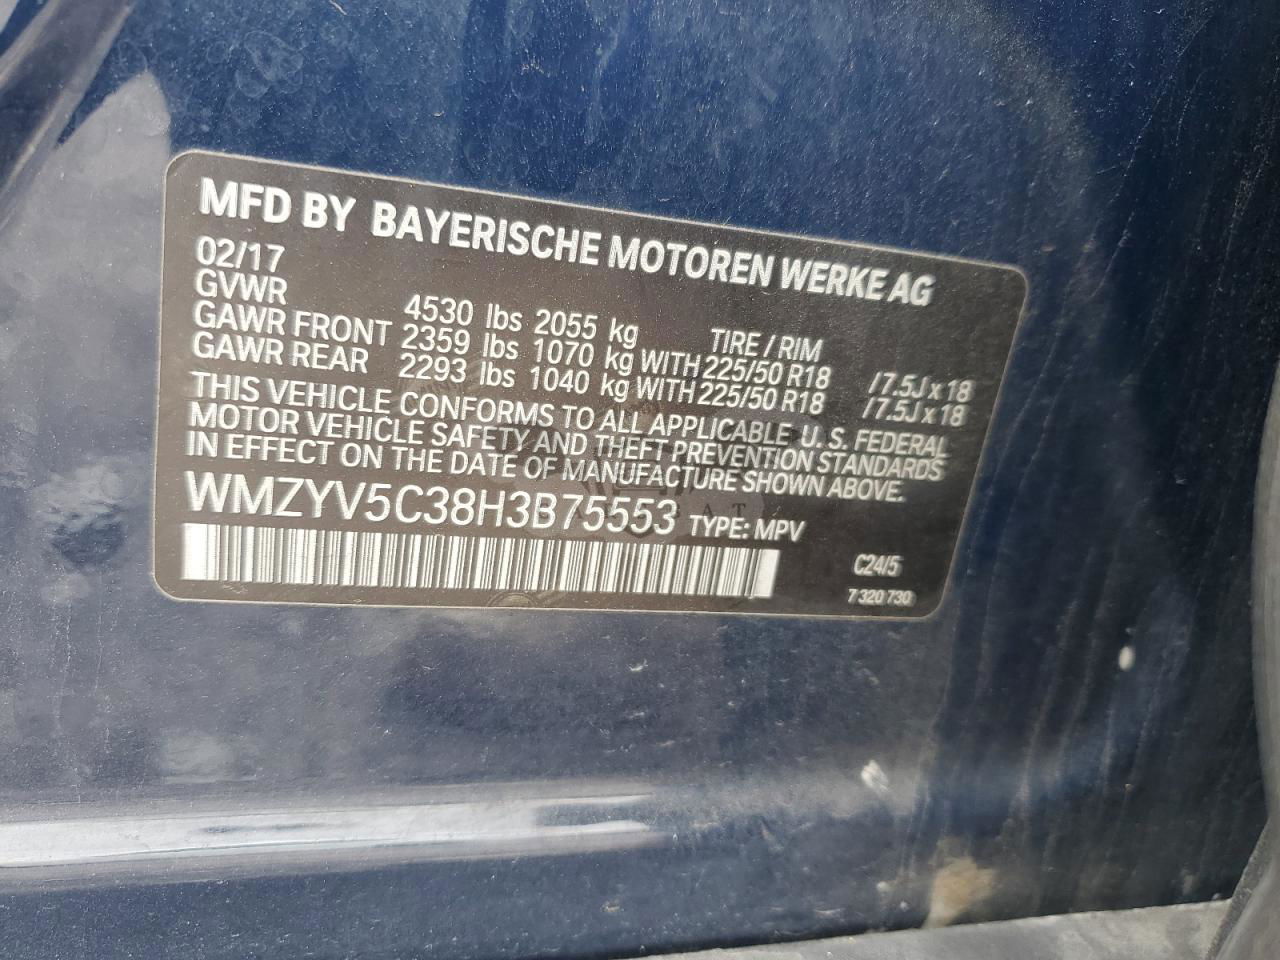 MFD BY BAYERISCHE MOTOREN WERKE AG
02/17
GVWR 4530 lbs 2055 kg TIRE / RIM
GAWR FRONT 2359 lbs 1070 kg WITH 225/50 R18 /7.5J x 18
GAWR REAR 2293 lbs 1040 kg WITH 225/50 R18 /7.5J x 18
THIS VEHICLE CONFORMS TO ALL APPLICABLE U. S. FEDERAL
MOTOR VEHICLE SAFETY AND THEFT PREVENTION STANDARDS
IN EFFECT ON THE DATE OF MANUFACTURE SHOWN ABOVE.
WMZYV5C38H3B75553 TYPE: MPV
C24/5
7 320 730